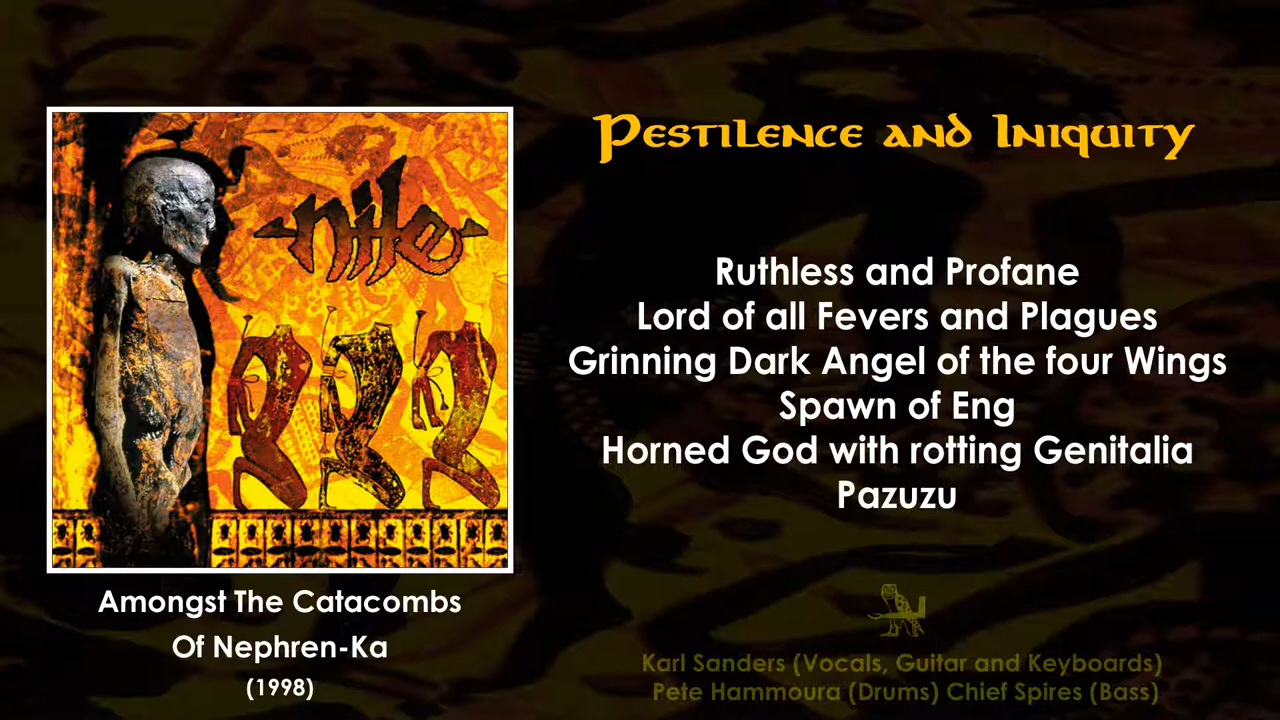 nile
Amongst The Catacombs
Of Nephren-Ka
(1998)
Pestilence and Iniquity
Ruthless and Profane
Lord of all Fevers and Plagues
Grinning Dark Angel of the four Wings
Spawn of Eng
Horned God with rotting Genitalia
Pazuzu
Karl Sanders (Vocals, Guitar and Keyboards)
Pete Hammoura (Drums) Chief Spires (Bass)